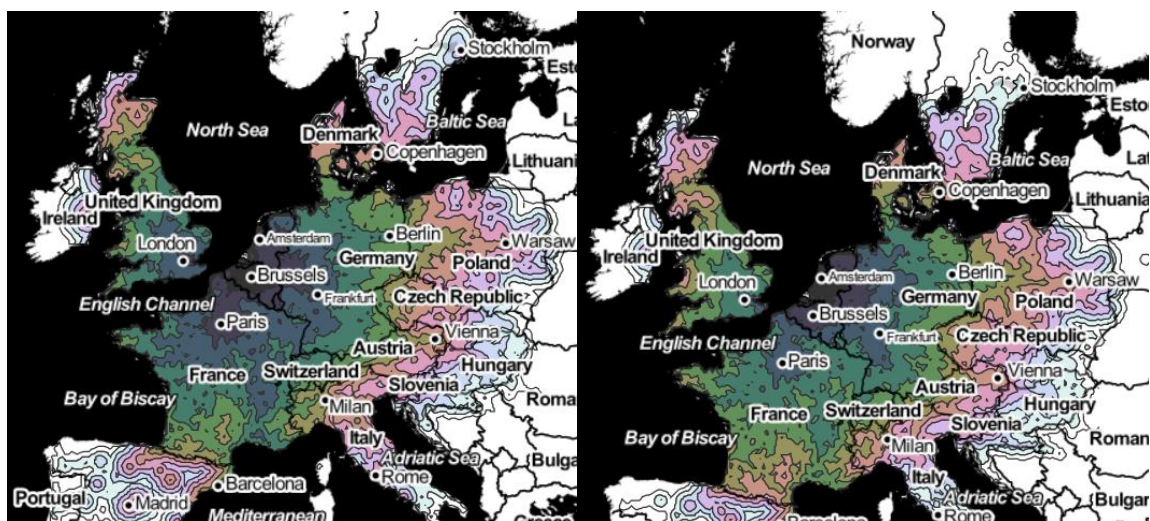 Stockholm
Esto
Baltic Sea
La
North Sea
Denmark
Copenhagen
Lithuani
United Kingdom
Ireland
London
Amsterdam
Berlin
Warsaw
Germany
Poland
Brussels
English Channel
Frankfurt
Czech Republic
Paris
Vienna
Austria
France
Switzerland
Hungary
Slovenia
Bay of Biscay
Milan
Roma
Italy
Adriatic Sea
Bulga
Barcelona
Rome
Portugal
Madrid
Mediterranean
Greece
Norway
Stockholm
Eston
Baltic Sea
Lat
North Sea
Denmark
Copenhagen
Lithuania
United Kingdom
Ireland
London
Amsterdam
Berlin
Warsaw
Germany
Poland
Brussels
English Channel
Frankfurt
Czech Republic
Paris
Vienna
Austria
France
Switzerland
Hungary
Slovenia
Bay of Biscay
Milan
Roman
Italy
Adriatic Sea
Bulgar
Portugal
Barcelona
Rome